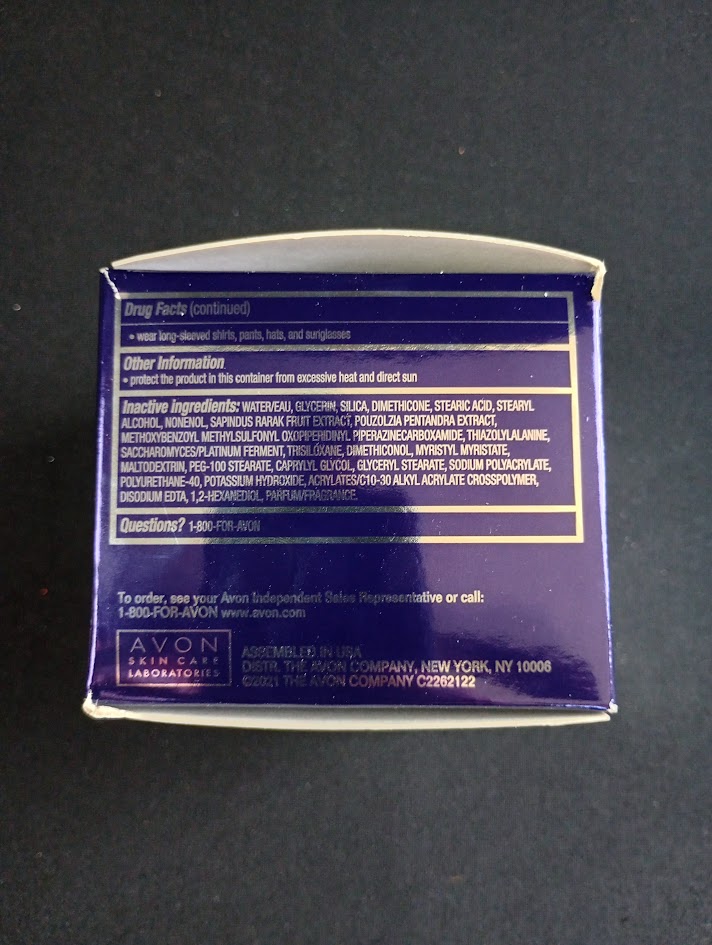 Drug Facts (continued)
• wear long-sleeved shirts, pants, hats, and sunglasses
Other Information
• protect the product in this container from excessive heat and direct sun
Inactive ingredients: WATER/EAU, GLYCERIN, SILICA, DIMETHICONE, STEARIC ACID, STEARYL
ALCOHOL, NONENOL, SAPINDUS RARAK FRUIT EXTRACT, POUZOLZIA PENTANDRA EXTRACT,
METHOXYBENZOYL METHYLSULFONYL OXOPIPERIDINYL PIPERAZINECARBOXAMIDE, THIAZOLYLALANINE,
SACCHAROMYCES/PLATINUM FERMENT, TRISILOXANE, DIMETHICONOL, MYRISTYL MYRISTATE,
MALTODEXTRIN, PEG-100 STEARATE, CAPRYLYL GLYCOL, GLYCERYL STEARATE, SODIUM POLYACRYLATE,
POLYURETHANE-40, POTASSIUM HYDROXIDE, ACRYLATES/C10-30 ALKYL ACRYLATE CROSSPOLYMER,
DISODIUM EDTA, 1,2-HEXANEDIOL, PARFUM/FRAGRANCE.
Questions? 1-800-FOR-AVON
To order, see your Avon Independent Sales Representative or call:
1-800-FOR-AVON www.avon.com
AVON
SKIN CARE
LABORATORIES
ASSEMBLED IN USA
DISTR. THE AVON COMPANY, NEW YORK, NY 10006
©2021 THE AVON COMPANY C2262122